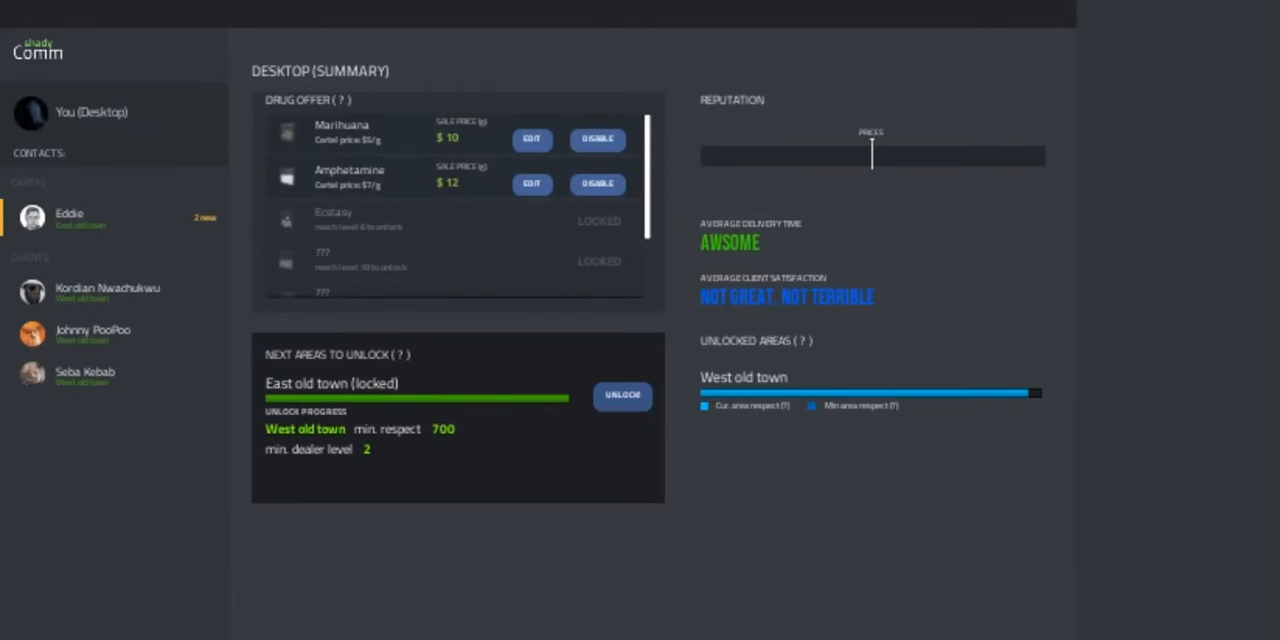 shady
Comm
You (Desktop)
CONTACTS:
CARTEL
Eddie
East old town
2 new
CLIENTS
Kordian Nwachukwu
West old town
Johnny PooPoo
West old town
Seba Kebab
West old town
DESKTOP (SUMMARY)
DRUG OFFER ( ? )
Marihuana
Cartel price: $5/g
SALE PRICE (g)
$ 10
EDIT
DISABLE
Amphetamine
Cartel price: $7/g
SALE PRICE (g)
$ 12
EDIT
DISABLE
Ecstasy
reach level 6 to unlock
LOCKED
???
reach level 10 to unlock
LOCKED
???
NEXT AREAS TO UNLOCK ( ? )
East old town (locked)
UNLOCK PROGRESS
West old town min. respect 700
min. dealer level 2
UNLOCK!
REPUTATION
PRICES
AVERAGE DELIVERY TIME
AWSOME
AVERAGE CLIENT SATISFACTION
NOT GREAT, NOT TERRIBLE
UNLOCKED AREAS ( ? )
West old town
Cur. area respect (?) Min area respect (?)